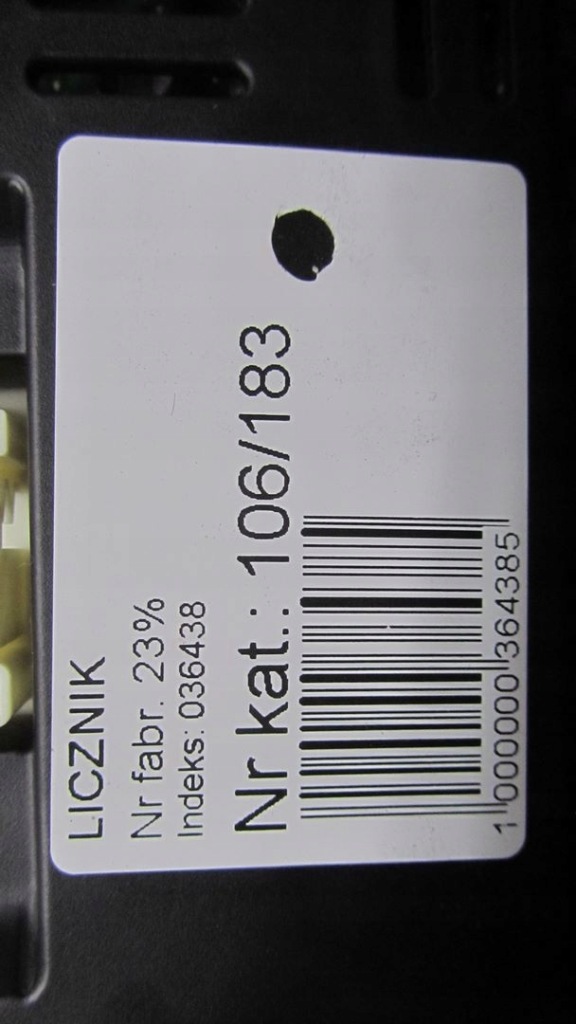 LICZNIK
Nr fabr. 23%
Indeks: 036438
Nr kat.: 106/183
1 000000 364385